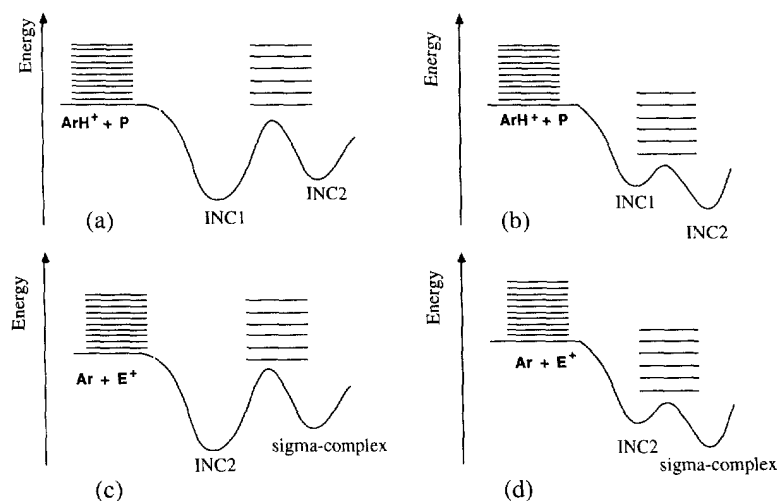 Energy
ArH+ + P
INC1
INC2
(a)
Energy
ArH+ + P
INC1
INC2
(b)
Energy
Ar + E+
INC2
sigma-complex
(c)
Energy
Ar + E+
INC2
sigma-complex
(d)